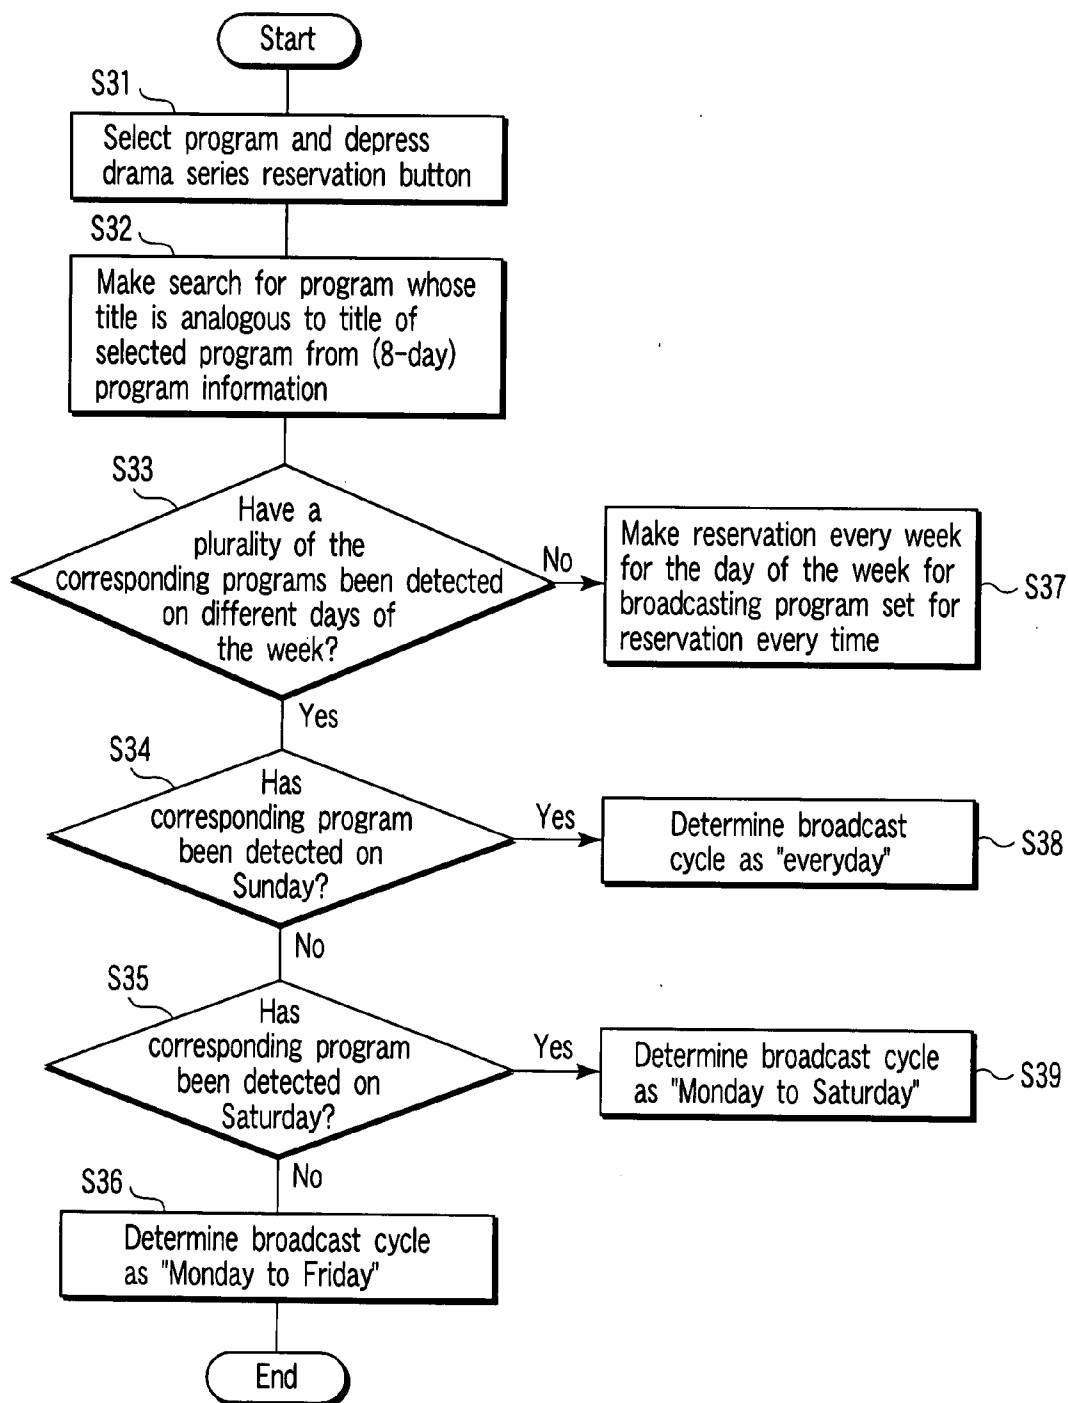 Start
S31
Select program and depress
drama series reservation button
S32
Make search for program whose
title is analogous to title of
selected program from (8-day)
program information
S33
Have a
plurality of the
corresponding programs been detected
on different days of
the week?
No
Make reservation every week
for the day of the week for
broadcasting program set for
reservation every time
S37
Yes
S34
Has
corresponding program
been detected on
Sunday?
Yes
Determine broadcast
cycle as "everyday"
S38
No
S35
Has
corresponding program
been detected on
Saturday?
Yes
Determine broadcast cycle
as "Monday to Saturday"
S39
No
S36
Determine broadcast cycle
as "Monday to Friday"
End